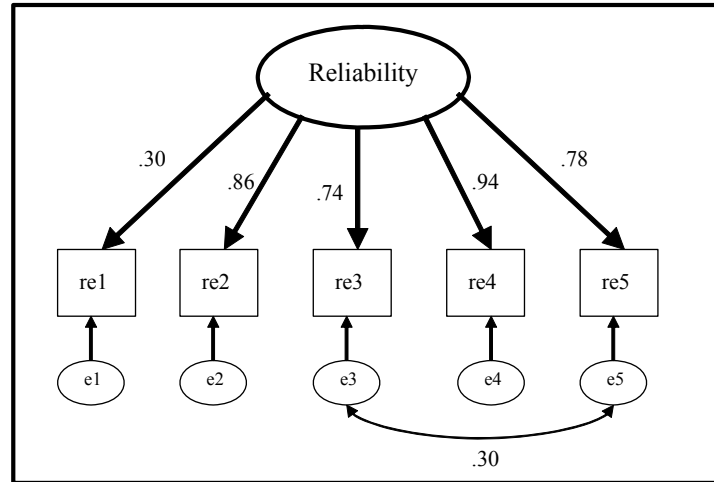 Reliability
.30
.86
.74
.94
.78
re1
re2
re3
re4
re5
e1
e2
e3
e4
e5
.30